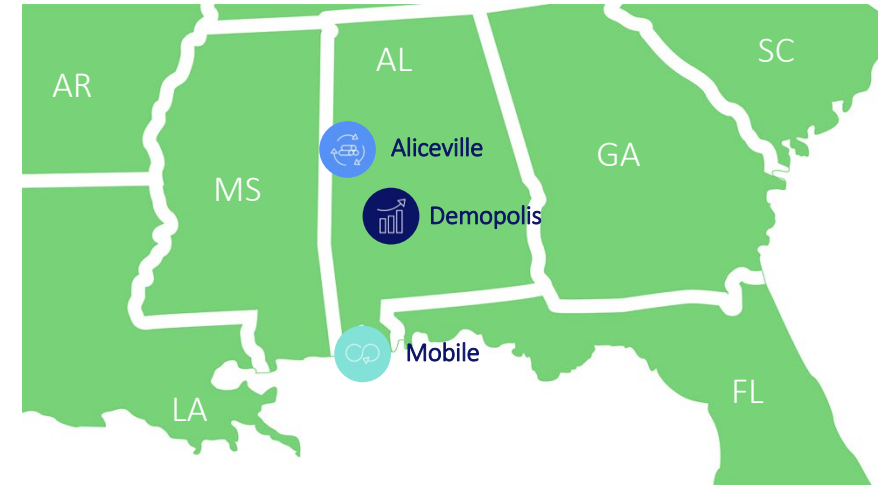 SC
AL
AR
Aliceville
GA
MS
Demopolis
Mobile
FL
LA